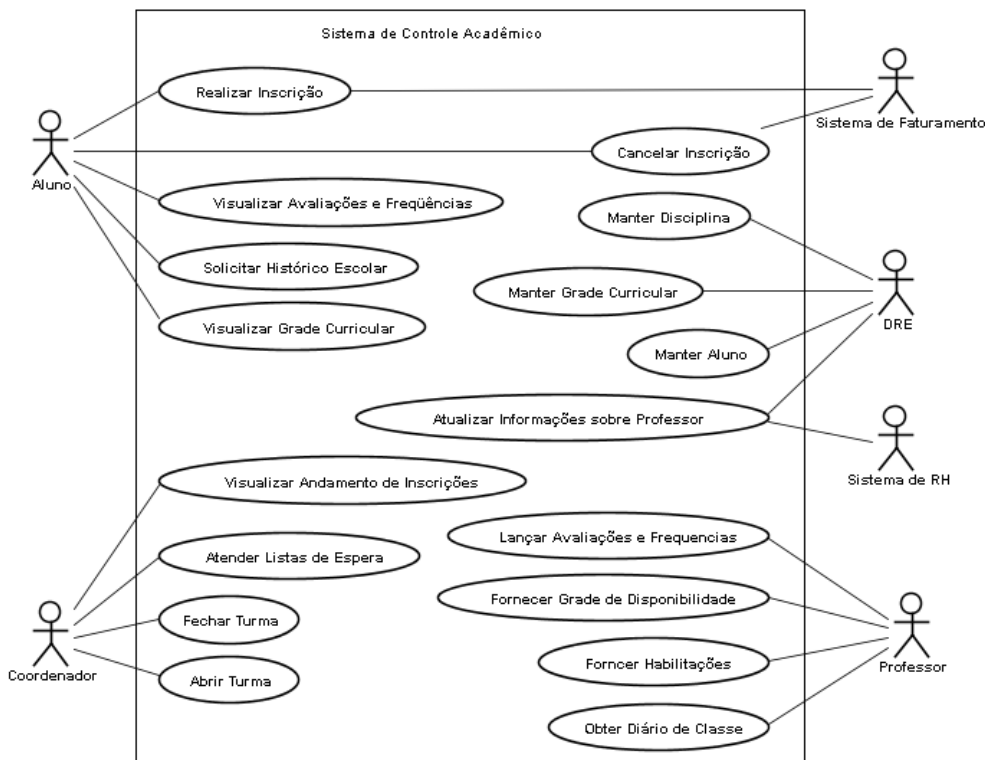 Sistema de Controle Acadêmico
Realizar Inscrição
Sistema de Faturamento
Cancelar Inscrição
Aluno
Visualizar Avaliações e Freqüências
Manter Disciplina
Solicitar Histórico Escolar
Manter Grade Curricular
DRE
Visualizar Grade Curricular
Manter Aluno
Atualizar Informações sobre Professor
Sistema de RH
Visualizar Andamento de Inscrições
Lançar Avaliações e Frequencias
Atender Listas de Espera
Fornecer Grade de Disponibilidade
Fechar Turma
Forncer Habilitações
Professor
Coordenador
Abrir Turma
Obter Diário de Classe